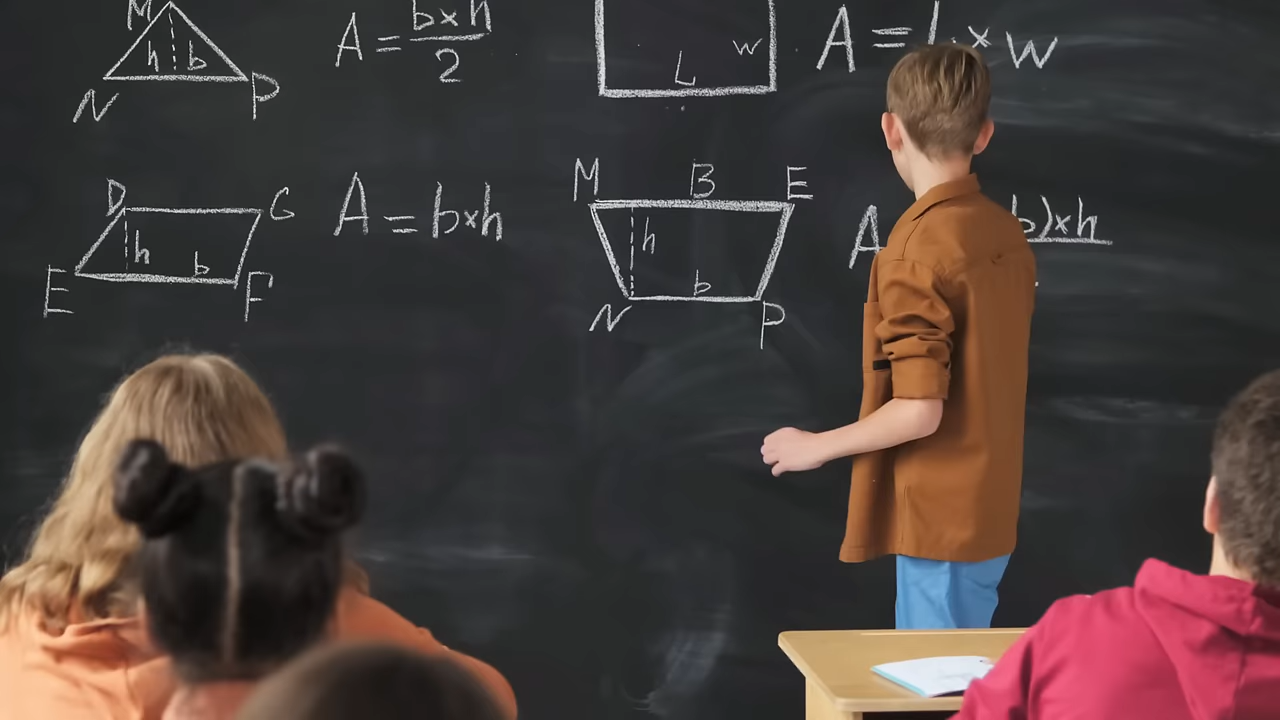 M
h b
N P
A = b×h
2
L w
A = L × w
D G
h b
E F
A = b×h
M B E
h
b
N P
A b)×h